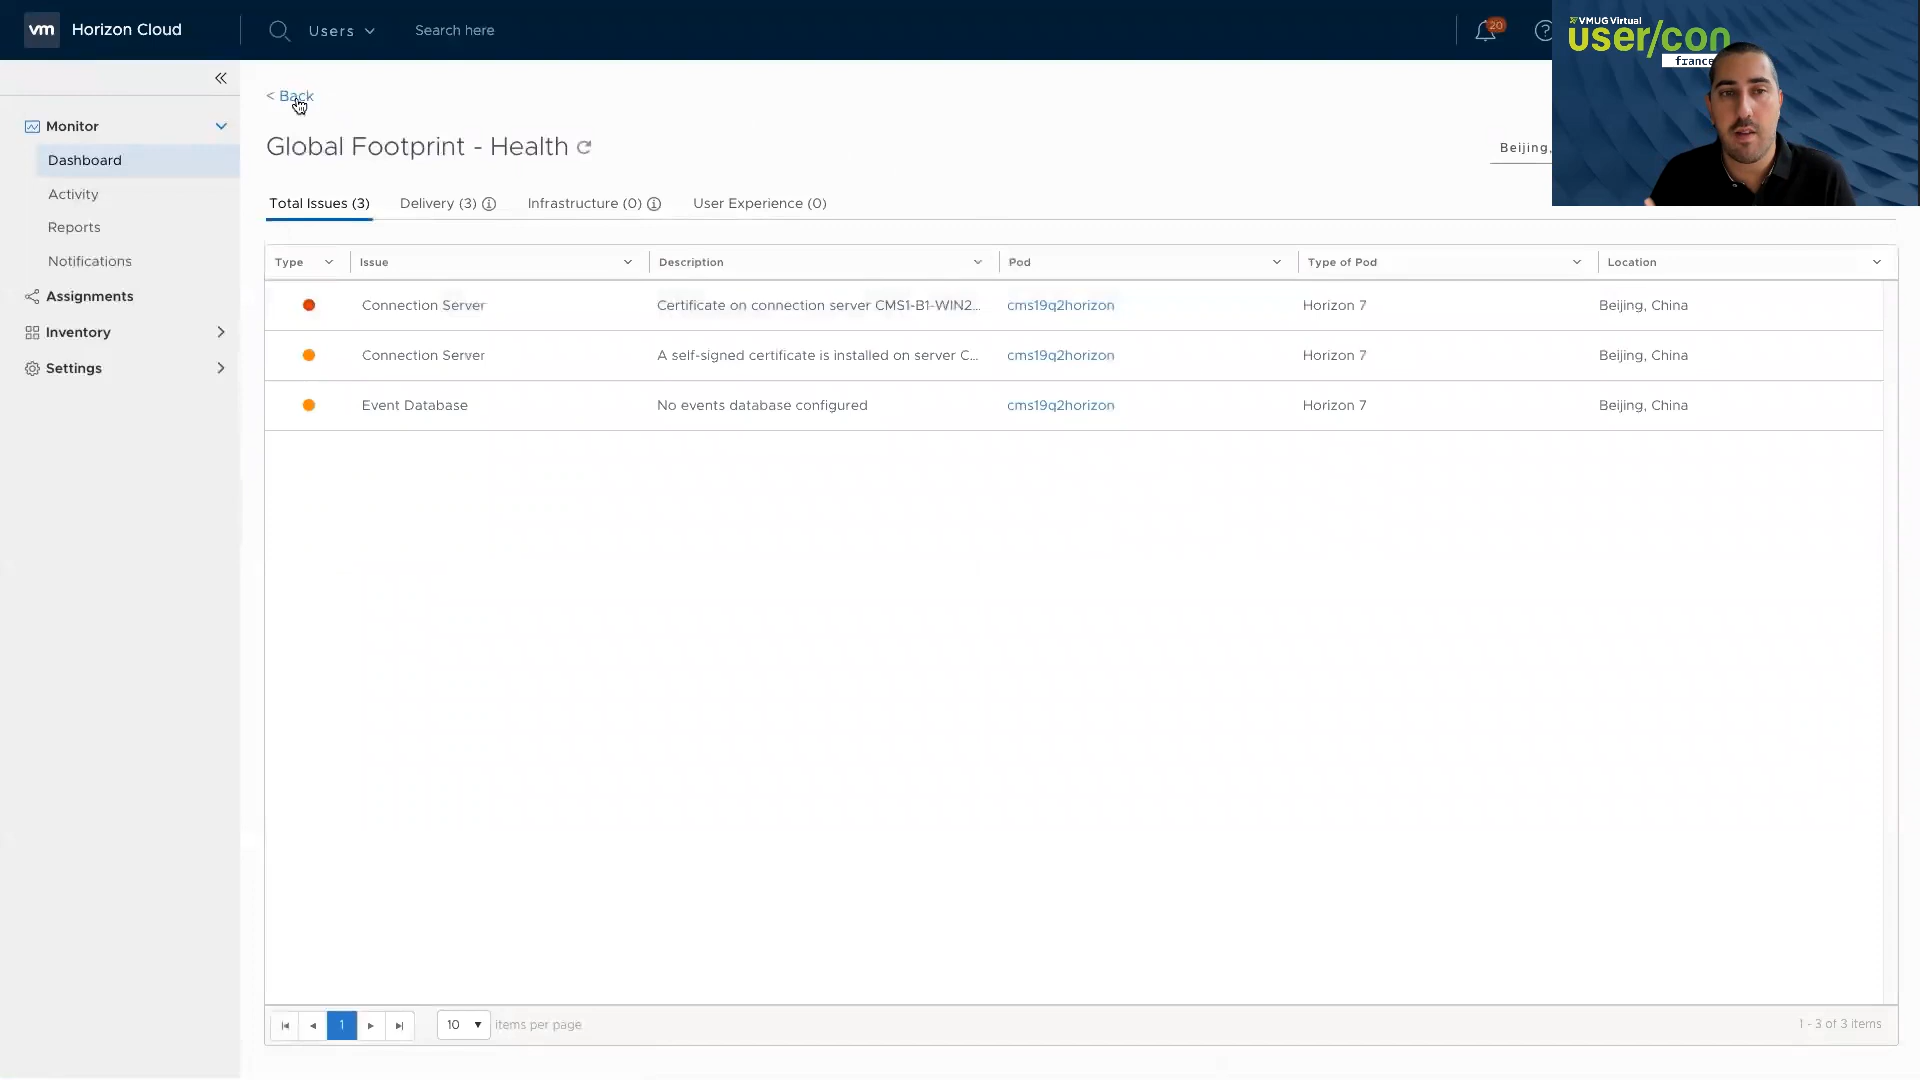 vm Horizon Cloud
Users
Search here
20
VMUG Virtual
user/con
france
< Back
Monitor
Dashboard
Activity
Reports
Notifications
Assignments
Inventory
Settings
Global Footprint - Health
Beijing,
Total Issues (3) Delivery (3) Infrastructure (0) User Experience (0)
Type Issue Description Pod Type of Pod Location
Connection Server Certificate on connection server CMS1-B1-WIN2... cms19q2horizon Horizon 7 Beijing, China
Connection Server A self-signed certificate is installed on server C... cms19q2horizon Horizon 7 Beijing, China
Event Database No events database configured cms19q2horizon Horizon 7 Beijing, China
1 10 items per page 1 - 3 of 3 items